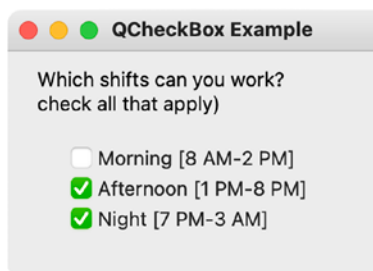 QCheckBox Example
Which shifts can you work?
check all that apply)
Morning [8 AM-2 PM]
Afternoon [1 PM-8 PM]
Night [7 PM-3 AM]